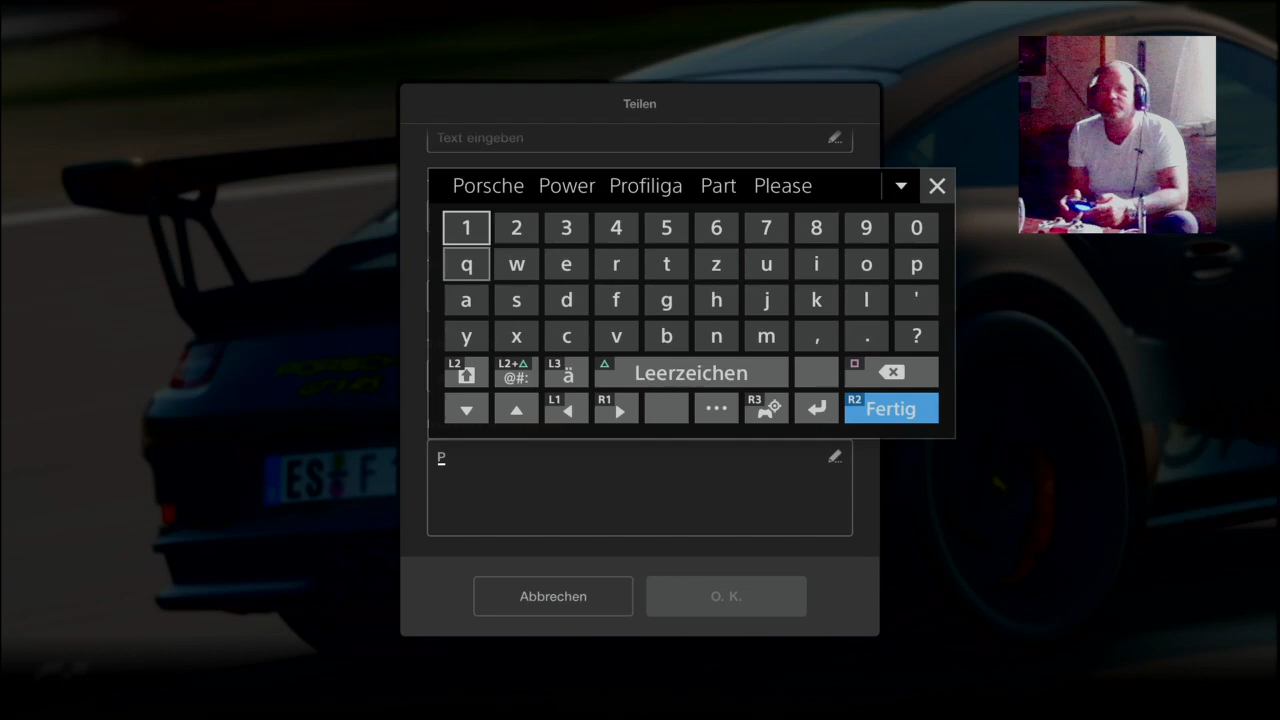 Teilen
Text eingeben
Porsche Power Profiliga Part Please
1 2 3 4 5 6 7 8 9 0
q w e r t z u i o p
a s d f g h j k l '
y x c v b n m , . ?
L2 L2+△ @#: L3 ä △ Leerzeichen □
L1 R1 ... R3 R2 Fertig
P
ES F
Abbrechen O. K.